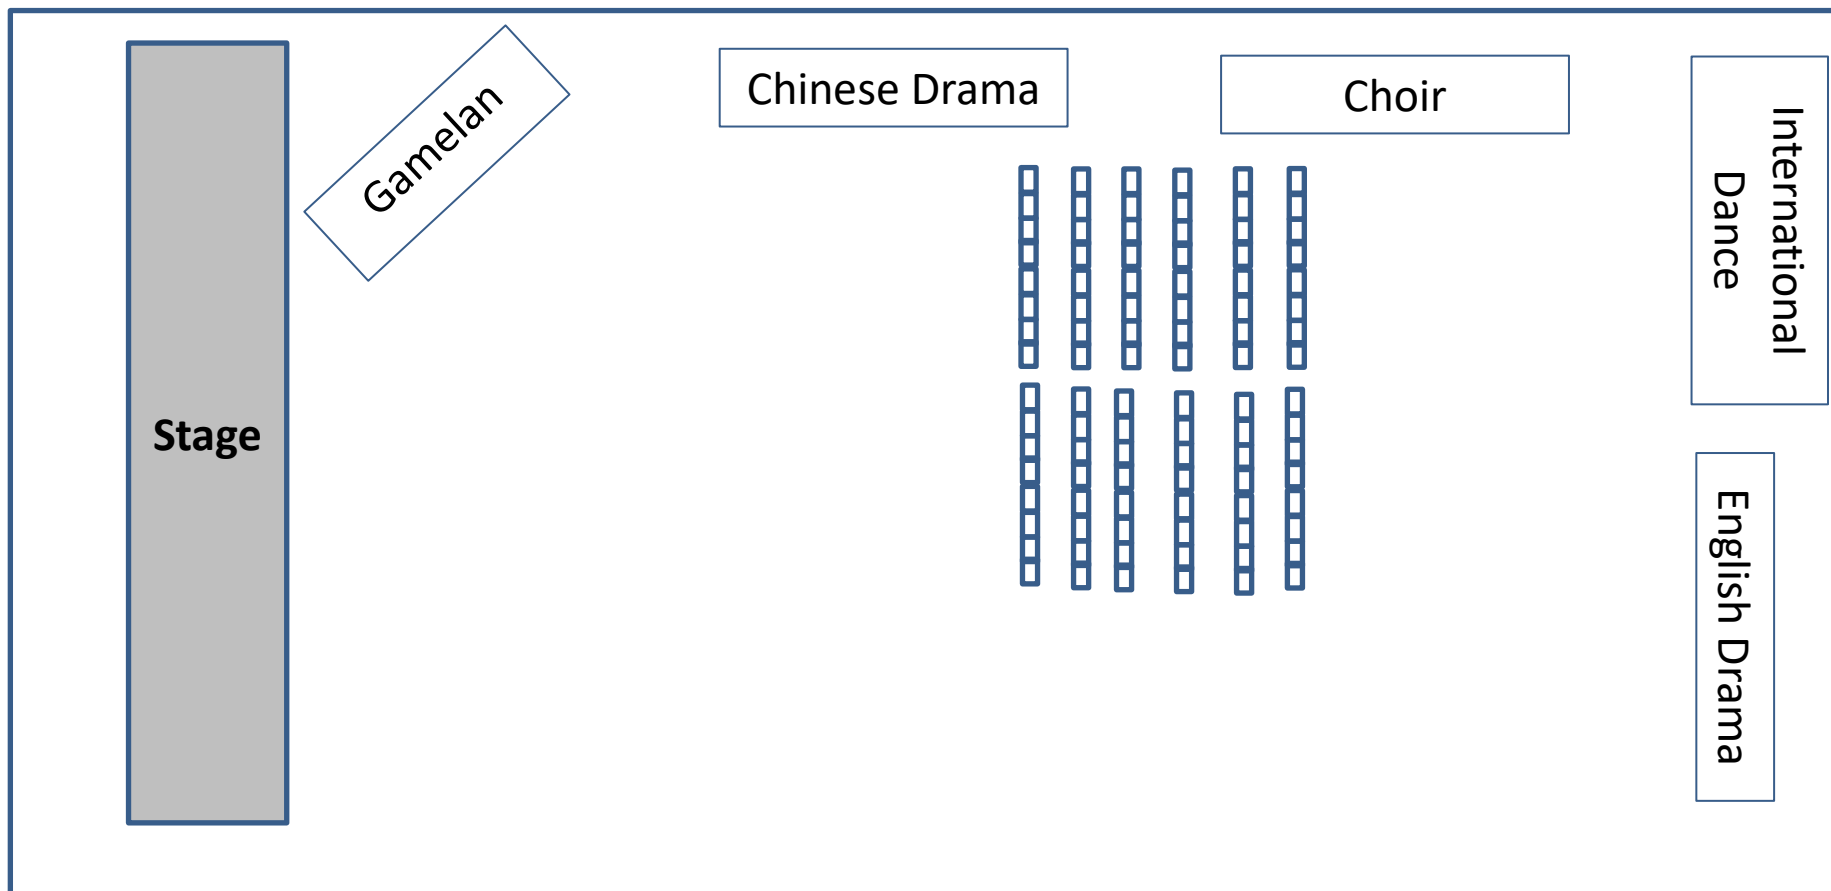 Gamelan
Chinese Drama
Choir
International
Dance
Stage
English Drama